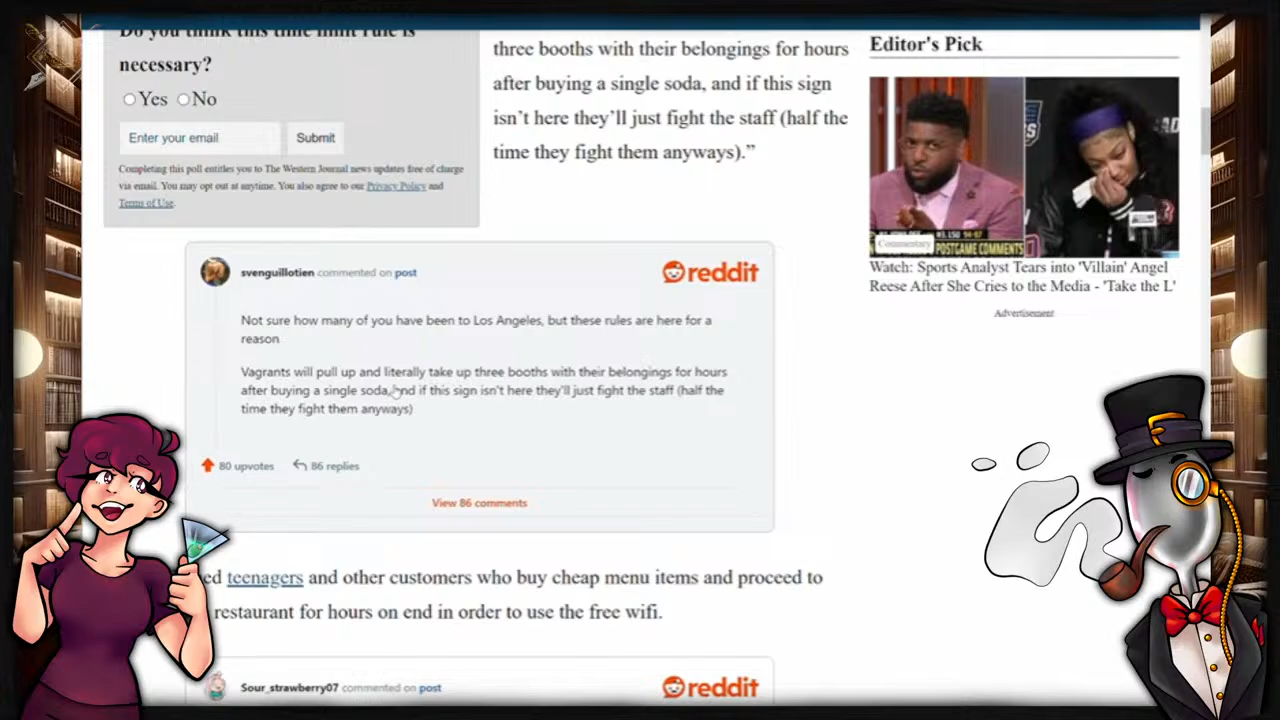 Do you think this time limit rule is
necessary?
Yes No
Enter your email Submit
Completing this poll entitles you to The Western Journal news updates free of charge
via email. You may opt out at anytime. You also agree to our Privacy Policy and
Terms of Use.
three booths with their belongings for hours
after buying a single soda, and if this sign
isn't here they'll just fight the staff (half the
time they fight them anyways)."
svenguillotien commented on post
reddit
Not sure how many of you have been to Los Angeles, but these rules are here for a
reason
Vagrants will pull up and literally take up three booths with their belongings for hours
after buying a single soda, and if this sign isn't here they'll just fight the staff (half the
time they fight them anyways)
80 upvotes 86 replies
View 86 comments
ed teenagers and other customers who buy cheap menu items and proceed to
restaurant for hours on end in order to use the free wifi.
Sour_strawberry07 commented on post
reddit
Editor's Pick
Commentary
POSTGAME COMMENTS
Watch: Sports Analyst Tears into 'Villain' Angel
Reese After She Cries to the Media - 'Take the L'
Advertisement